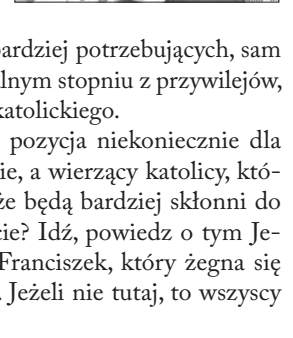 bardziej potrzebujących, sam
lnym stopniu z przywilejów,
katolickiego.
pozycja niekoniecznie dla
ie, a wierzący katolicy, któ-
że będą bardziej skłonni do
cie? Idź, powiedz o tym Je-
Franciszek, który żegna się
. Jeżeli nie tutaj, to wszyscy